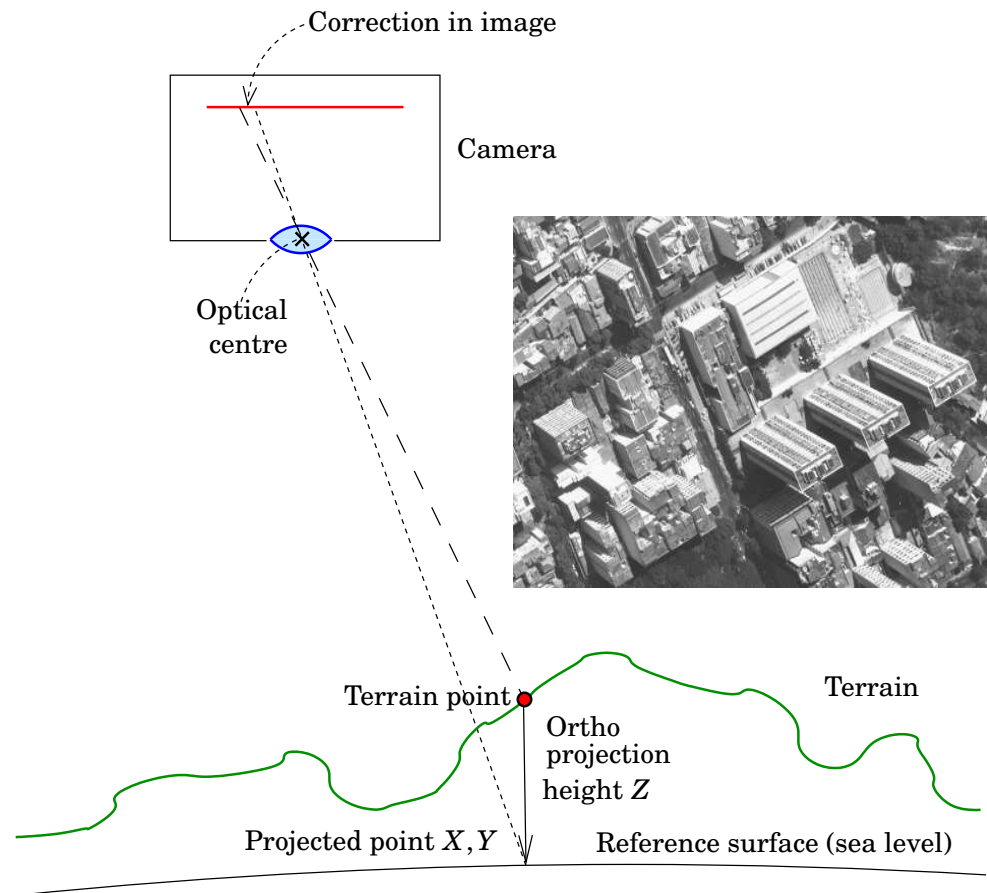 Correction in image
Camera
Optical
centre
Terrain point
Terrain
Ortho
projection
height Z
Projected point X, Y
Reference surface (sea level)